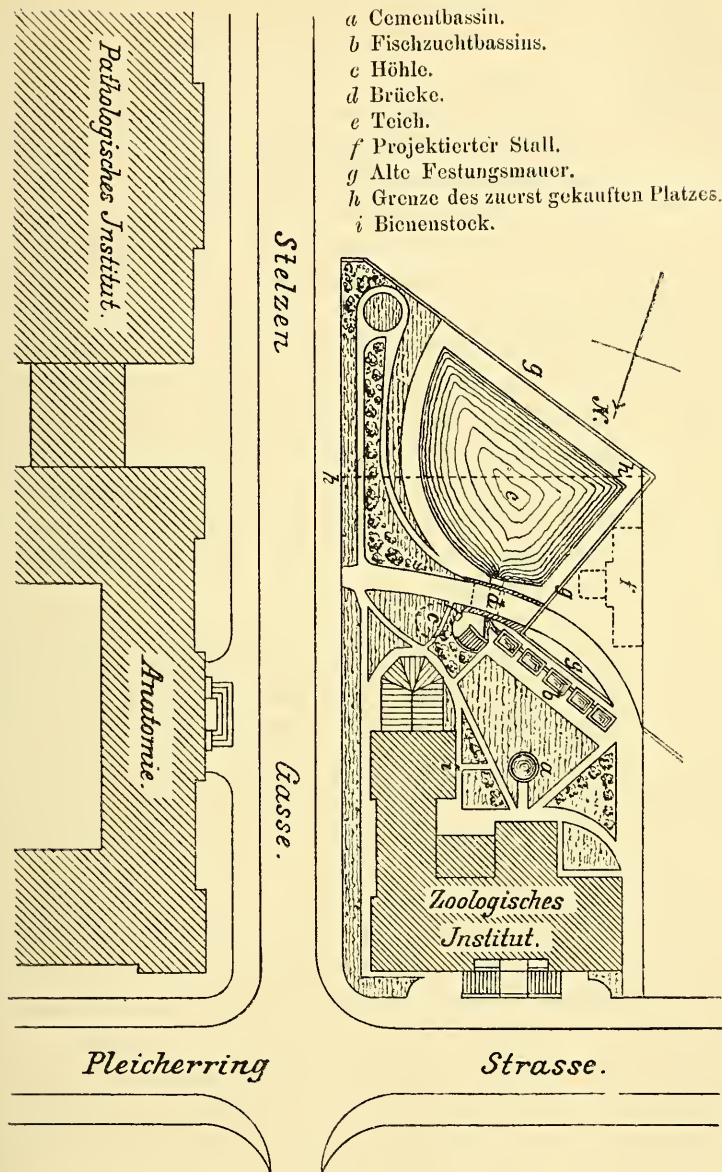 a Cementbassin.
b Fischzuchtbassins.
c Höhle.
d Brücke.
e Teich.
f Projektierter Stall.
g Alte Festungsmauer.
h Grenze des zuerst gekauften Platzes.
i Bienenstock.
Pathologisches Institut.
Stelzen
Gasse.
Anatomie.
g
N.
h
h
e
f
g
d
c
g
b
a
i
Zoologisches
Jnstitut.
Pleicherring
Strasse.